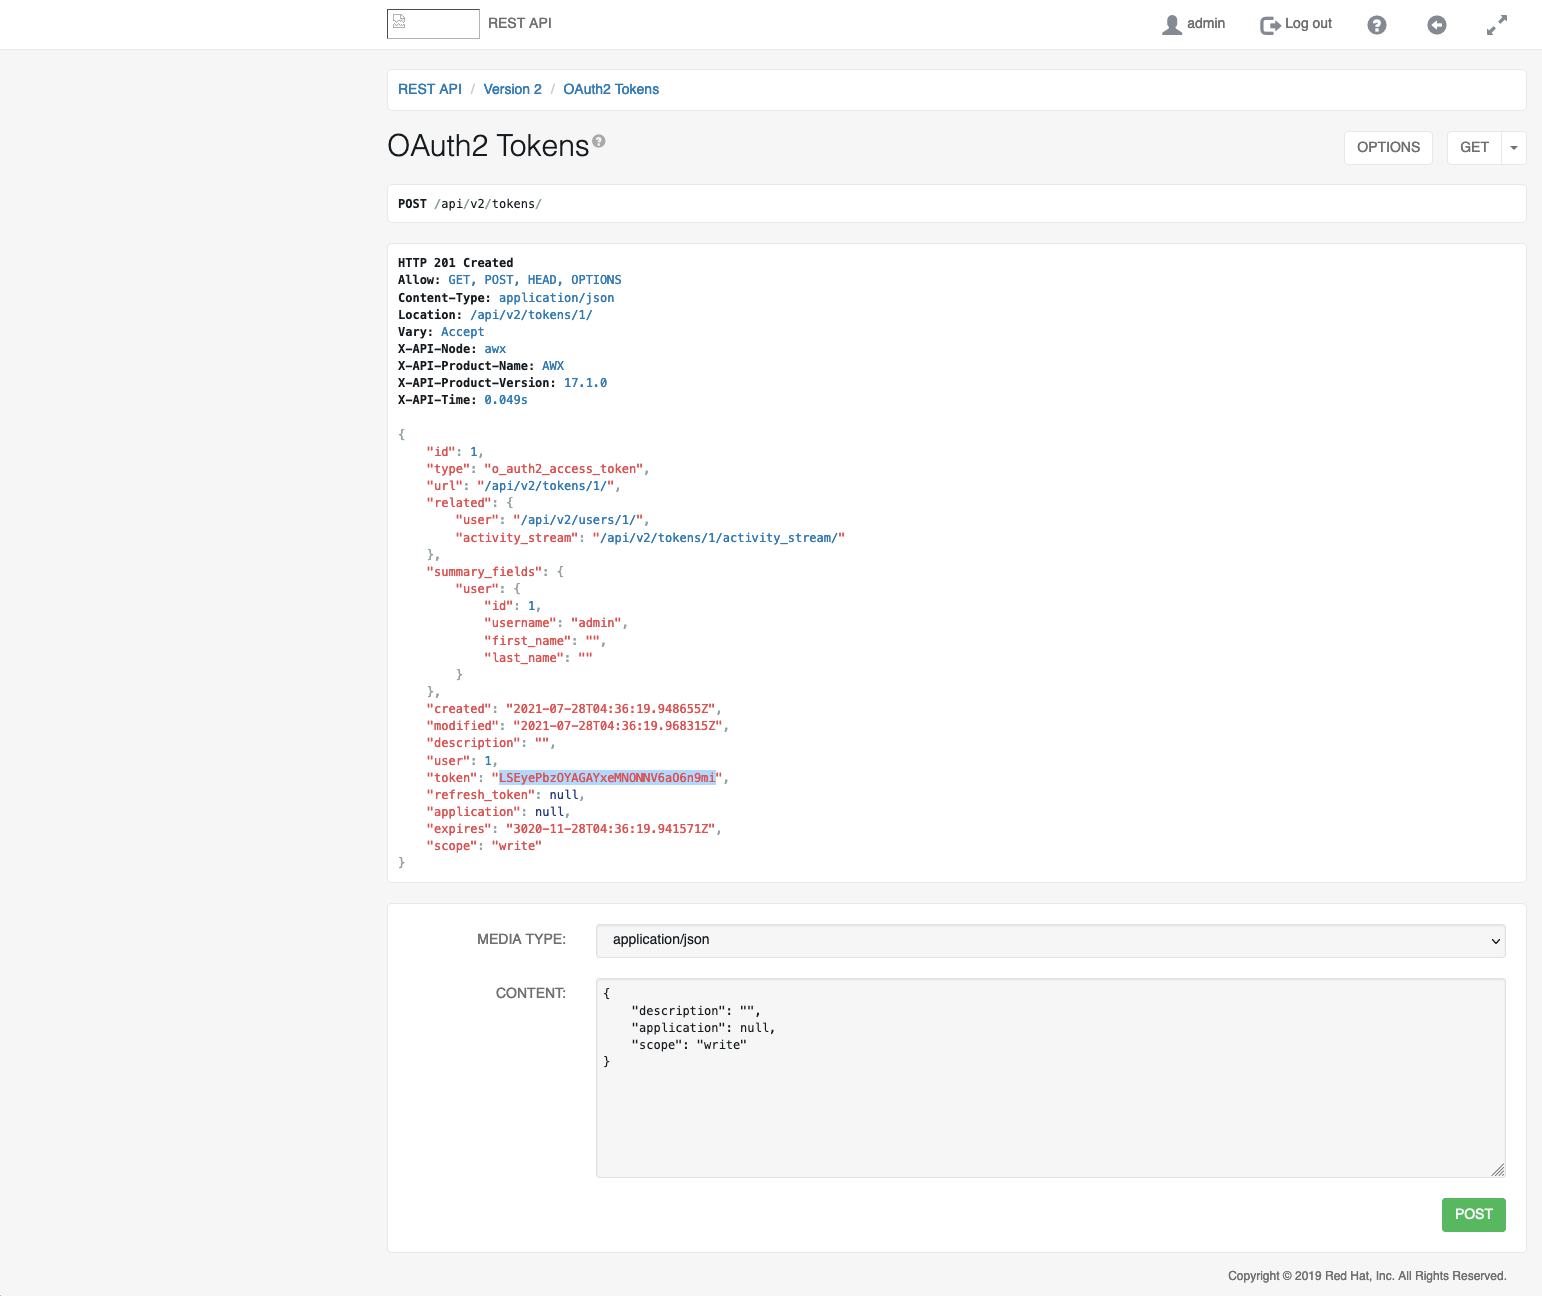 REST API
admin
Log out
REST API / Version 2 / OAuth2 Tokens
OAuth2 Tokens
OPTIONS
GET
POST /api/v2/tokens/
HTTP 201 Created
Allow: GET, POST, HEAD, OPTIONS
Content-Type: application/json
Location: /api/v2/tokens/1/
Vary: Accept
X-API-Node: awx
X-API-Product-Name: AWX
X-API-Product-Version: 17.1.0
X-API-Time: 0.049s
{
    "id": 1,
    "type": "o_auth2_access_token",
    "url": "/api/v2/tokens/1/",
    "related": {
        "user": "/api/v2/users/1/",
        "activity_stream": "/api/v2/tokens/1/activity_stream/"
    },
    "summary_fields": {
        "user": {
            "id": 1,
            "username": "admin",
            "first_name": "",
            "last_name": ""
        }
    },
    "created": "2021-07-28T04:36:19.948655Z",
    "modified": "2021-07-28T04:36:19.968315Z",
    "description": "",
    "user": 1,
    "token": "LSEyePbzOYAGAYxeMNONNV6aO6n9mi",
    "refresh_token": null,
    "application": null,
    "expires": "3020-11-28T04:36:19.941571Z",
    "scope": "write"
}
MEDIA TYPE:
application/json
CONTENT:
{
    "description": "",
    "application": null,
    "scope": "write"
}
POST
Copyright © 2019 Red Hat, Inc. All Rights Reserved.